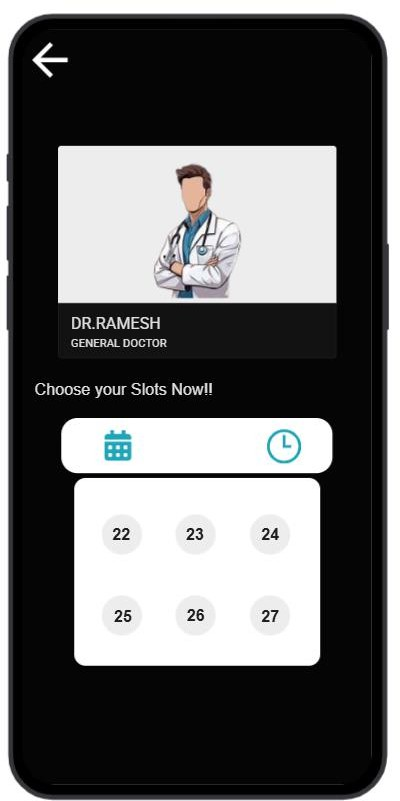 DR.RAMESH
GENERAL DOCTOR
Choose your Slots Now!!
22 23 24
25 26 27